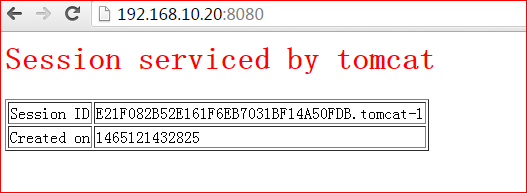 192.168.10.20:8080
Session serviced by tomcat
Session ID E21F082B52E161F6EB7031BF14A50FDB.tomcat-1
Created on 1465121432825